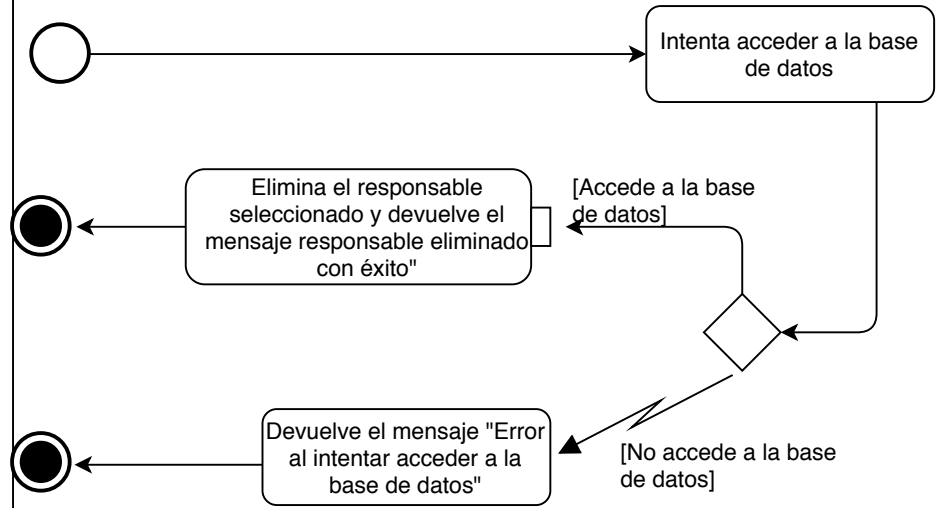 Intenta acceder a la base
de datos
Elimina el responsable
seleccionado y devuelve el
mensaje responsable eliminado
con éxito"
[Accede a la base
de datos]
Devuelve el mensaje "Error
al intentar acceder a la
base de datos"
[No accede a la base
de datos]